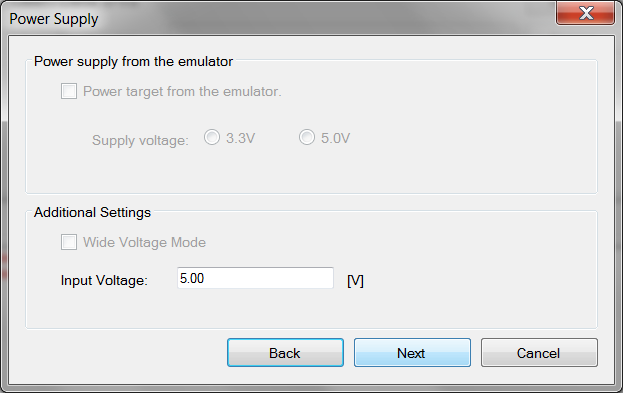 Power Supply
Power supply from the emulator
Power target from the emulator.
Supply voltage: 3.3V 5.0V
Additional Settings
Wide Voltage Mode
Input Voltage: 5.00 [V]
Back Next Cancel